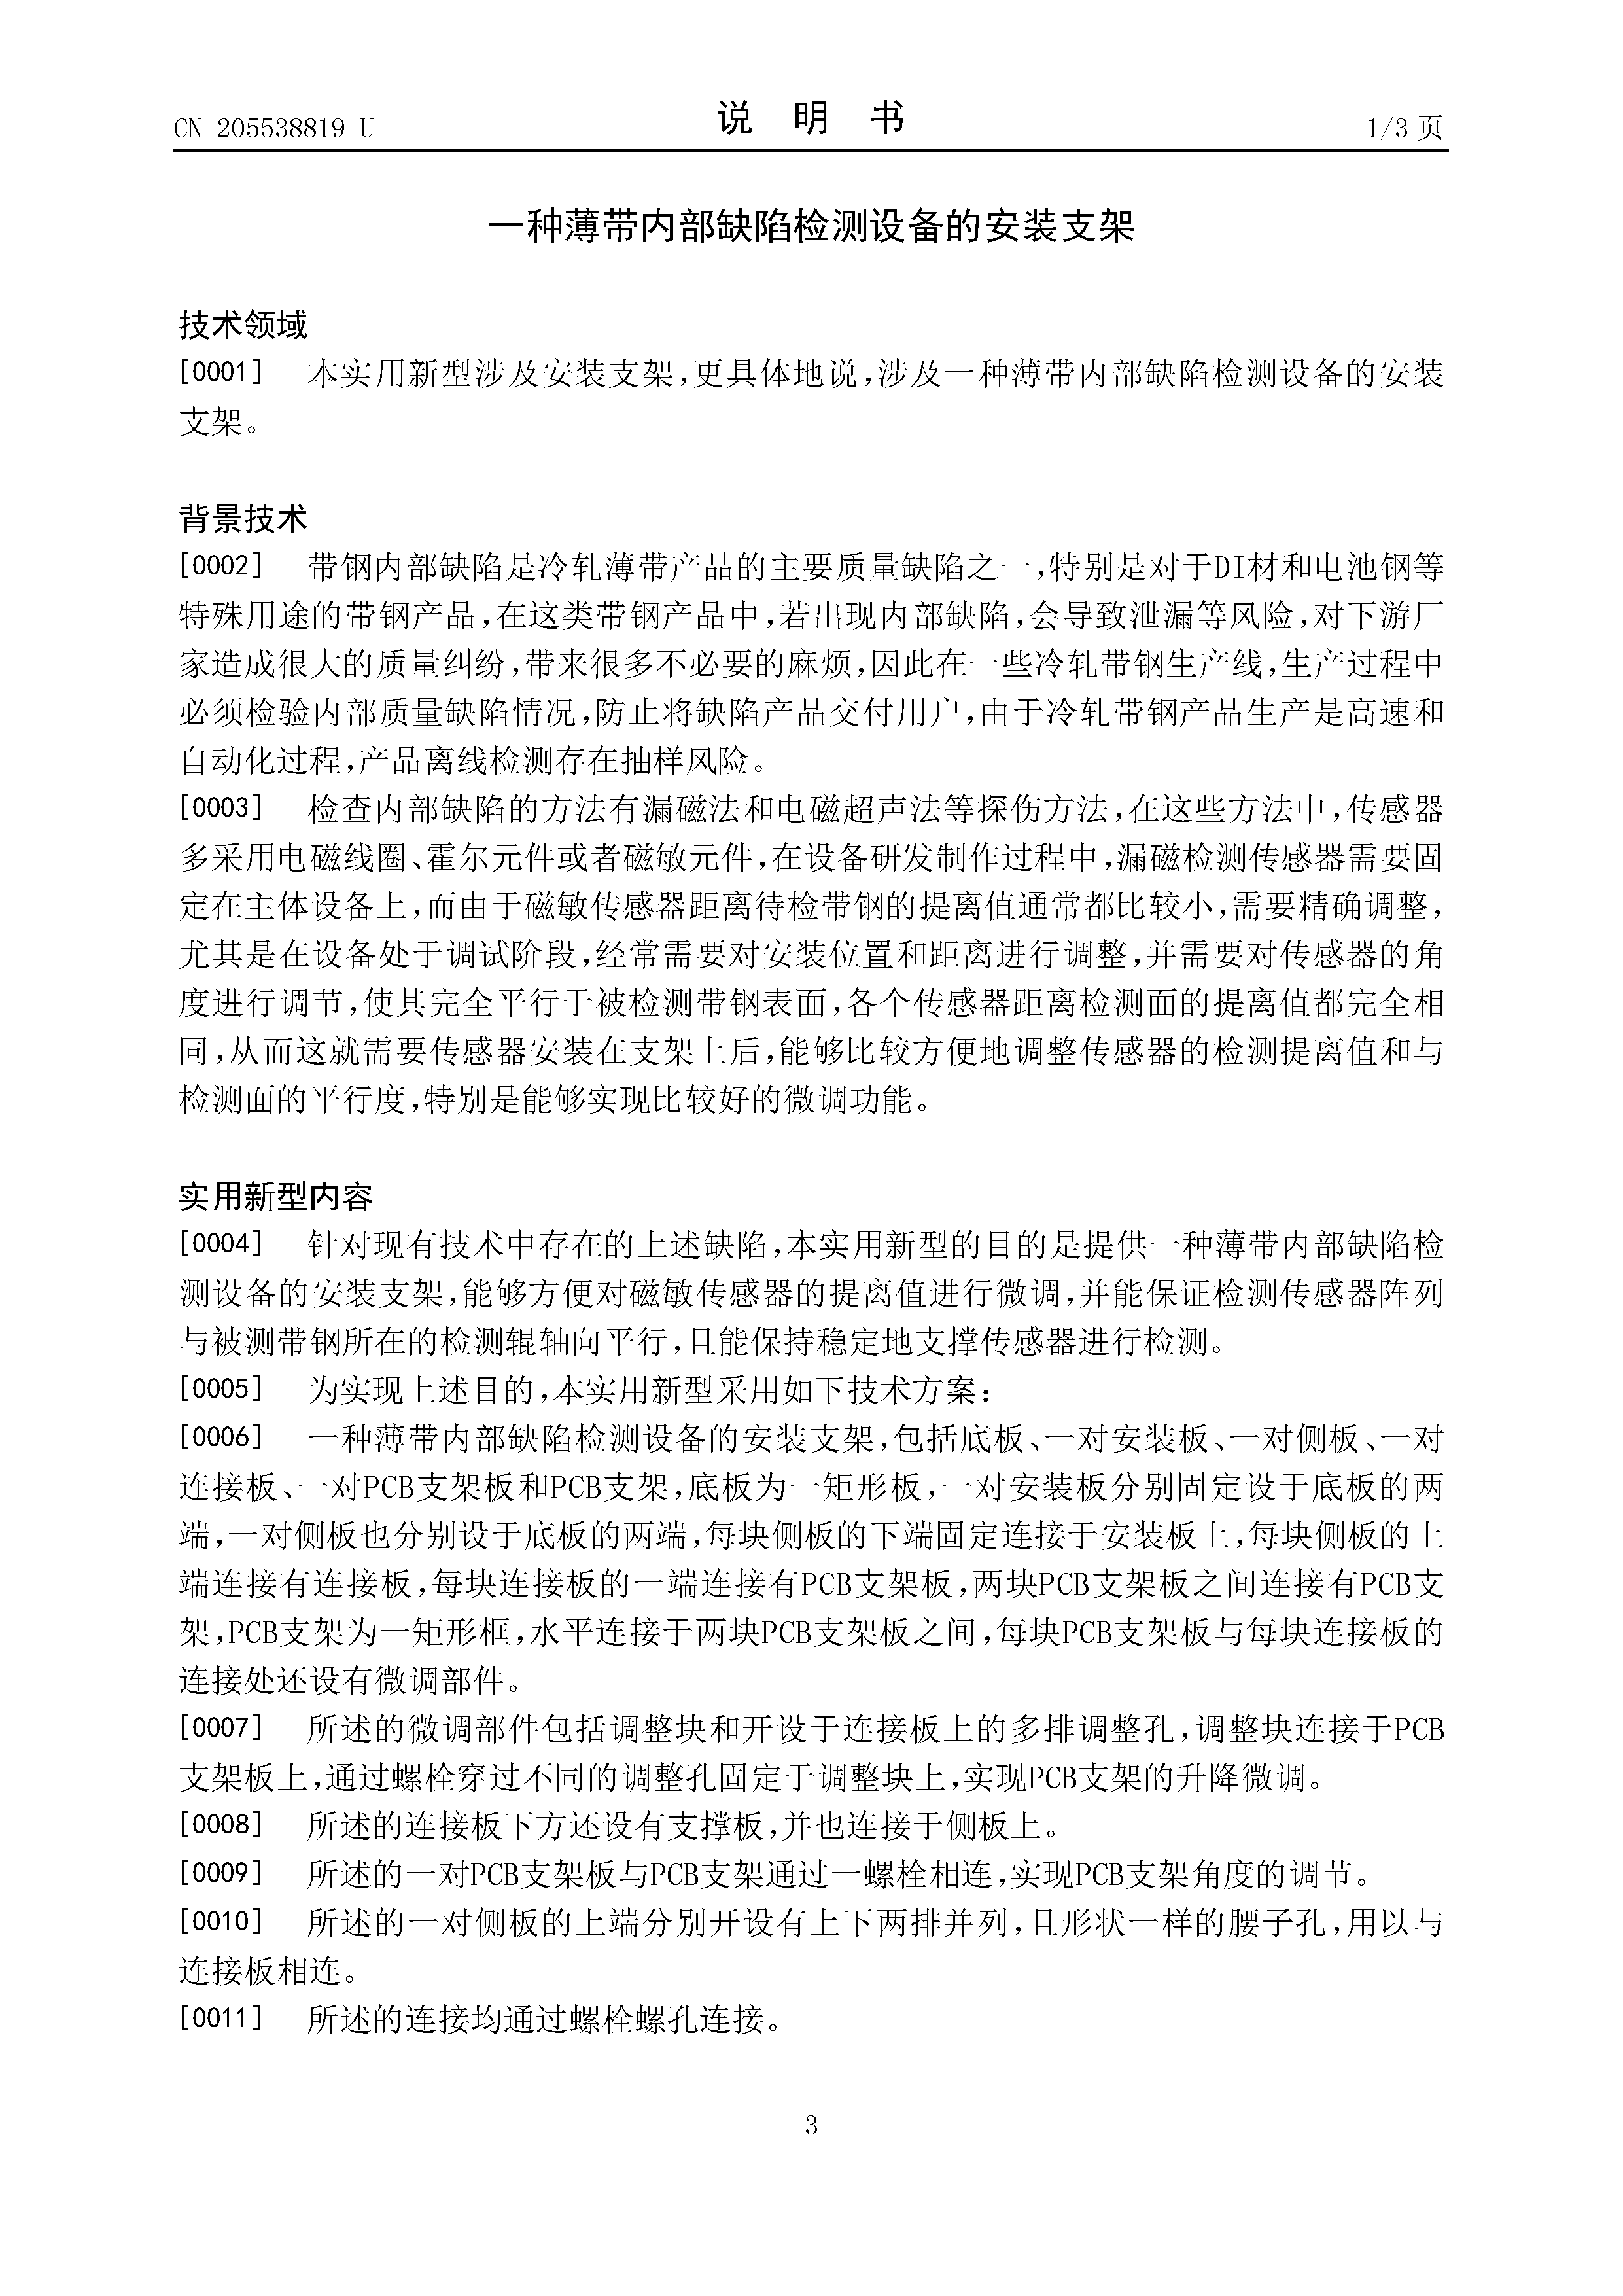 CN 205538819 U
说 明 书
1/3 页
一种薄带内部缺陷检测设备的安装支架
技术领域
[0001] 本实用新型涉及安装支架,更具体地说,涉及一种薄带内部缺陷检测设备的安装
支架。
背景技术
[0002] 带钢内部缺陷是冷轧薄带产品的主要质量缺陷之一,特别是对于DI材和电池钢等
特殊用途的带钢产品,在这类带钢产品中,若出现内部缺陷,会导致泄漏等风险,对下游厂
家造成很大的质量纠纷,带来很多不必要的麻烦,因此在一些冷轧带钢生产线,生产过程中
必须检验内部质量缺陷情况,防止将缺陷产品交付用户,由于冷轧带钢产品生产是高速和
自动化过程,产品离线检测存在抽样风险。
[0003] 检查内部缺陷的方法有漏磁法和电磁超声法等探伤方法,在这些方法中,传感器
多采用电磁线圈、霍尔元件或者磁敏元件,在设备研发制作过程中,漏磁检测传感器需要固
定在主体设备上,而由于磁敏传感器距离待检带钢的提离值通常都比较小,需要精确调整,
尤其是在设备处于调试阶段,经常需要对安装位置和距离进行调整,并需要对传感器的角
度进行调节,使其完全平行于被检测带钢表面,各个传感器距离检测面的提离值都完全相
同,从而这就需要传感器安装在支架上后,能够比较方便地调整传感器的检测提离值和与
检测面的平行度,特别是能够实现比较好的微调功能。
实用新型内容
[0004] 针对现有技术中存在的上述缺陷,本实用新型的目的是提供一种薄带内部缺陷检
测设备的安装支架,能够方便对磁敏传感器的提离值进行微调,并能保证检测传感器阵列
与被测带钢所在的检测辊轴向平行,且能保持稳定地支撑传感器进行检测。
[0005] 为实现上述目的,本实用新型采用如下技术方案:
[0006] 一种薄带内部缺陷检测设备的安装支架,包括底板、一对安装板、一对侧板、一对
连接板、一对PCB支架板和PCB支架,底板为一矩形板,一对安装板分别固定设于底板的两
端,一对侧板也分别设于底板的两端,每块侧板的下端固定连接于安装板上,每块侧板的上
端连接有连接板,每块连接板的一端连接有PCB支架板,两块PCB支架板之间连接有PCB支
架,PCB支架为一矩形框,水平连接于两块PCB支架板之间,每块PCB支架板与每块连接板的
连接处还设有微调部件。
[0007] 所述的微调部件包括调整块和开设于连接板上的多排调整孔,调整块连接于PCB
支架板上,通过螺栓穿过不同的调整孔固定于调整块上,实现PCB支架的升降微调。
[0008] 所述的连接板下方还设有支撑板,并也连接于侧板上。
[0009] 所述的一对PCB支架板与PCB支架通过一螺栓相连,实现PCB支架角度的调节。
[0010] 所述的一对侧板的上端分别开设有上下两排并列,且形状一样的腰子孔,用以与
连接板相连。
[0011] 所述的连接均通过螺栓螺孔连接。
3